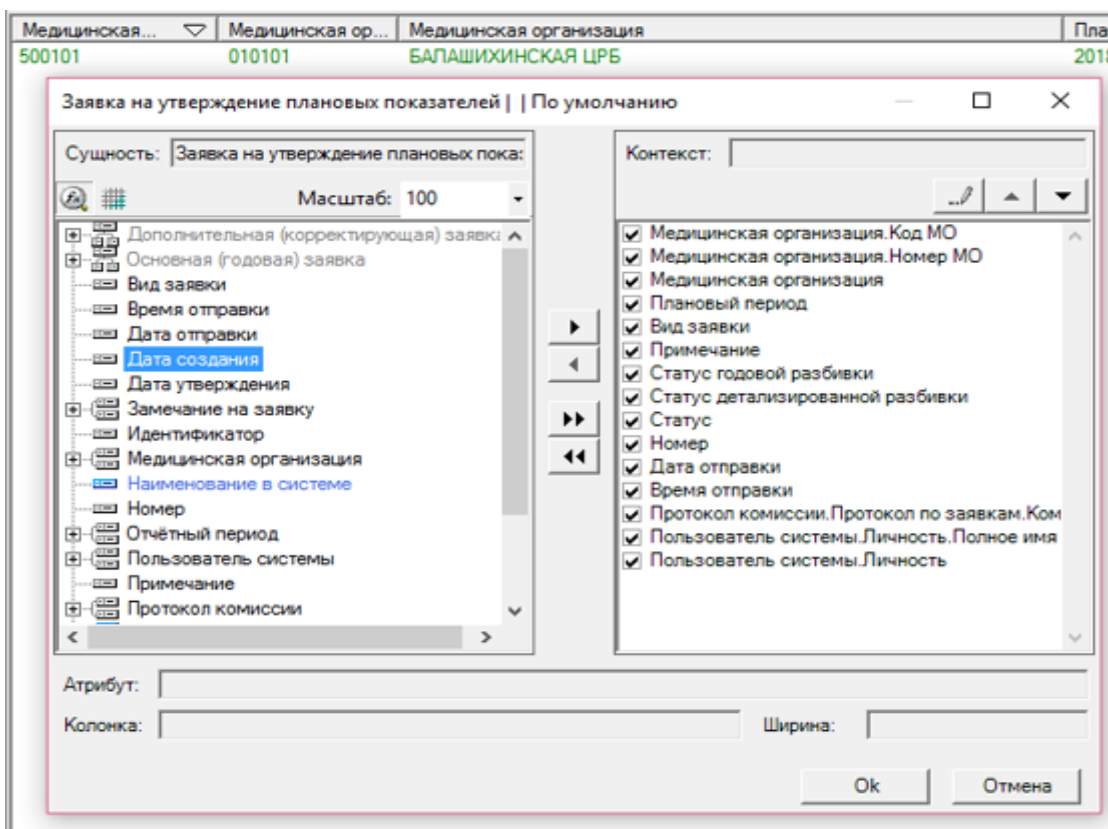 Медицинская... Медицинская ор... Медицинская организация Пла
500101 010101 БАЛАШИХИНСКАЯ ЦРБ 2018
Заявка на утверждение плановых показателей | | По умолчанию
Сущность: Заявка на утверждение плановых пока:
Контекст:
Масштаб: 100
Дополнительная (корректирующая) заявка
Основная (годовая) заявка
Вид заявки
Время отправки
Дата отправки
Дата создания
Дата утверждения
Замечание на заявку
Идентификатор
Медицинская организация
Наименование в системе
Номер
Отчётный период
Пользователь системы
Примечание
Протокол комиссии
Медицинская организация.Код МО
Медицинская организация.Номер МО
Медицинская организация
Плановый период
Вид заявки
Примечание
Статус годовой разбивки
Статус детализированной разбивки
Статус
Номер
Дата отправки
Время отправки
Протокол комиссии.Протокол по заявкам.Ком
Пользователь системы.Личность.Полное имя
Пользователь системы.Личность
Атрибут:
Колонка:
Ширина:
Ok Отмена